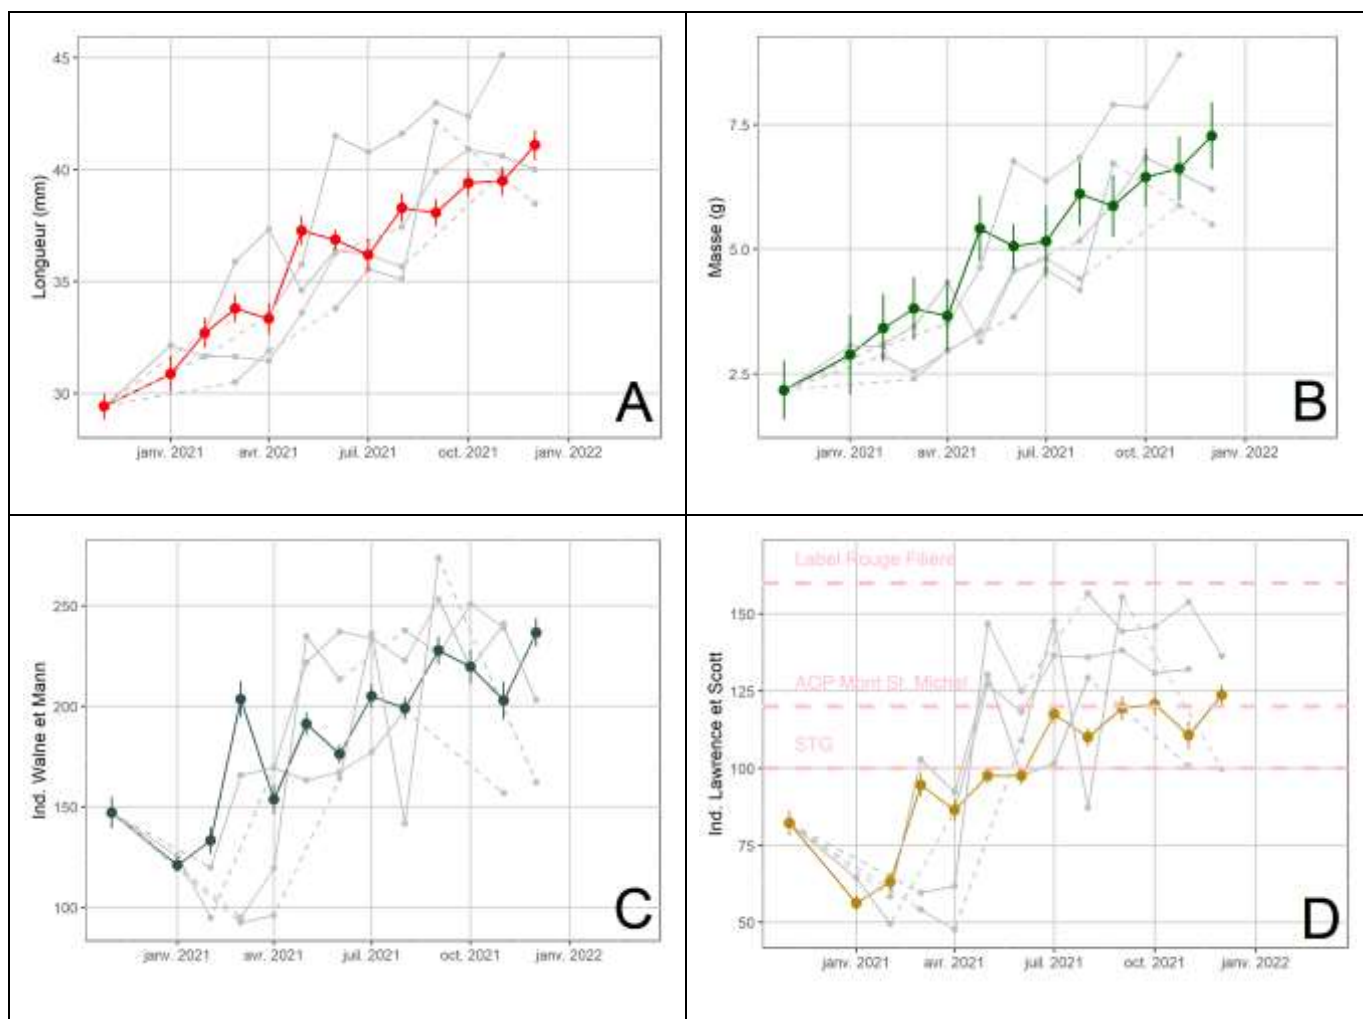 45
40
35
30
Longueur (mm)
janv. 2021 avr. 2021 juil. 2021 oct. 2021 janv. 2022
A
7.5
5.0
2.5
Masse (g)
janv. 2021 avr. 2021 juil. 2021 oct. 2021 janv. 2022
B
250
200
150
100
Ind. Walne et Mann
janv. 2021 avr. 2021 juil. 2021 oct. 2021 janv. 2022
C
Label Rouge Filière
AOP Mont St. Michel
STG
150
125
100
75
50
Ind. Lawrence et Scott
janv. 2021 avr. 2021 juil. 2021 oct. 2021 janv. 2022
D